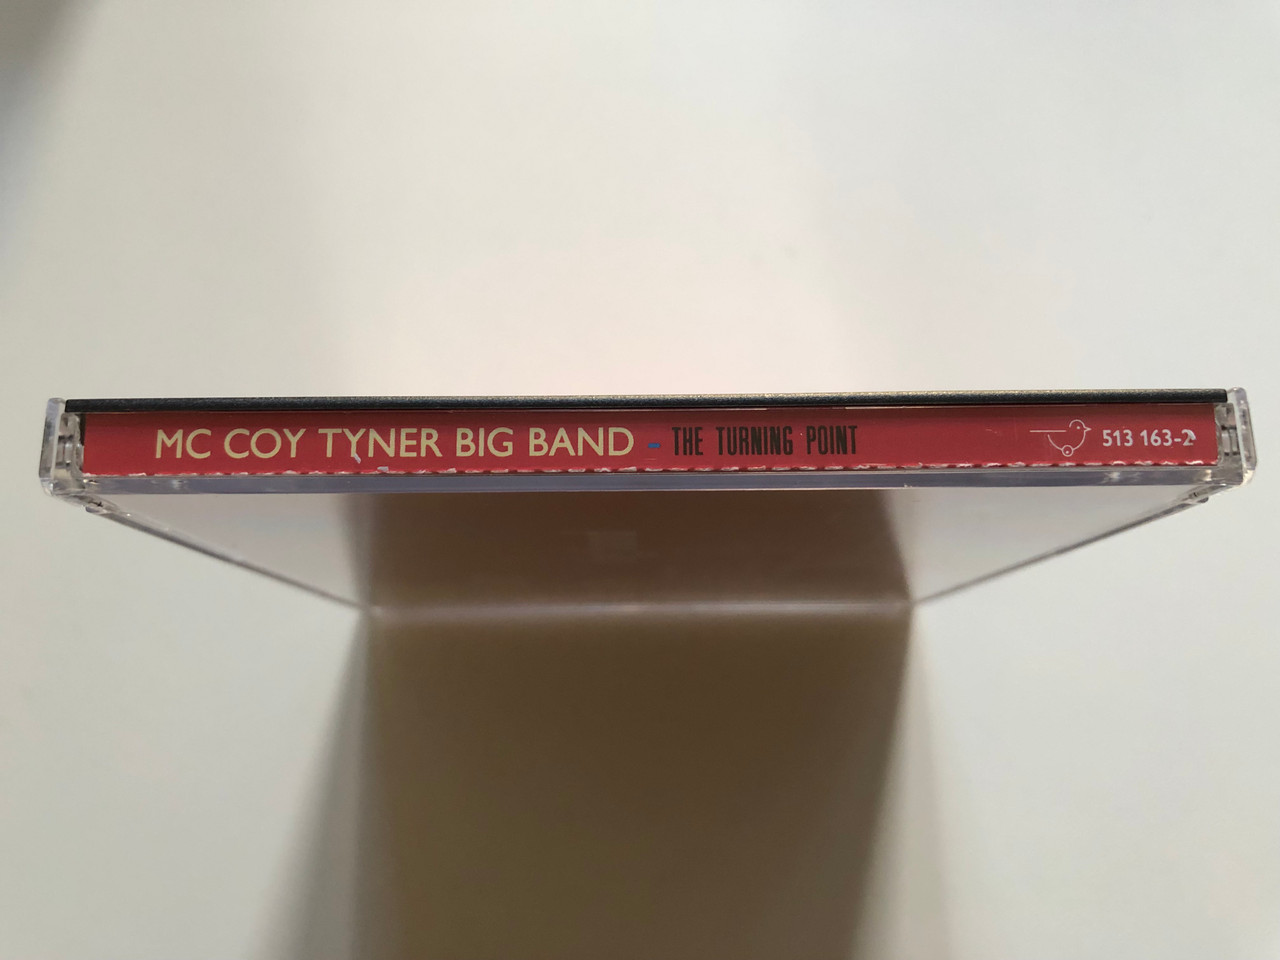 MC COY TYNER BIG BAND - THE TURNING POINT 513 163-2